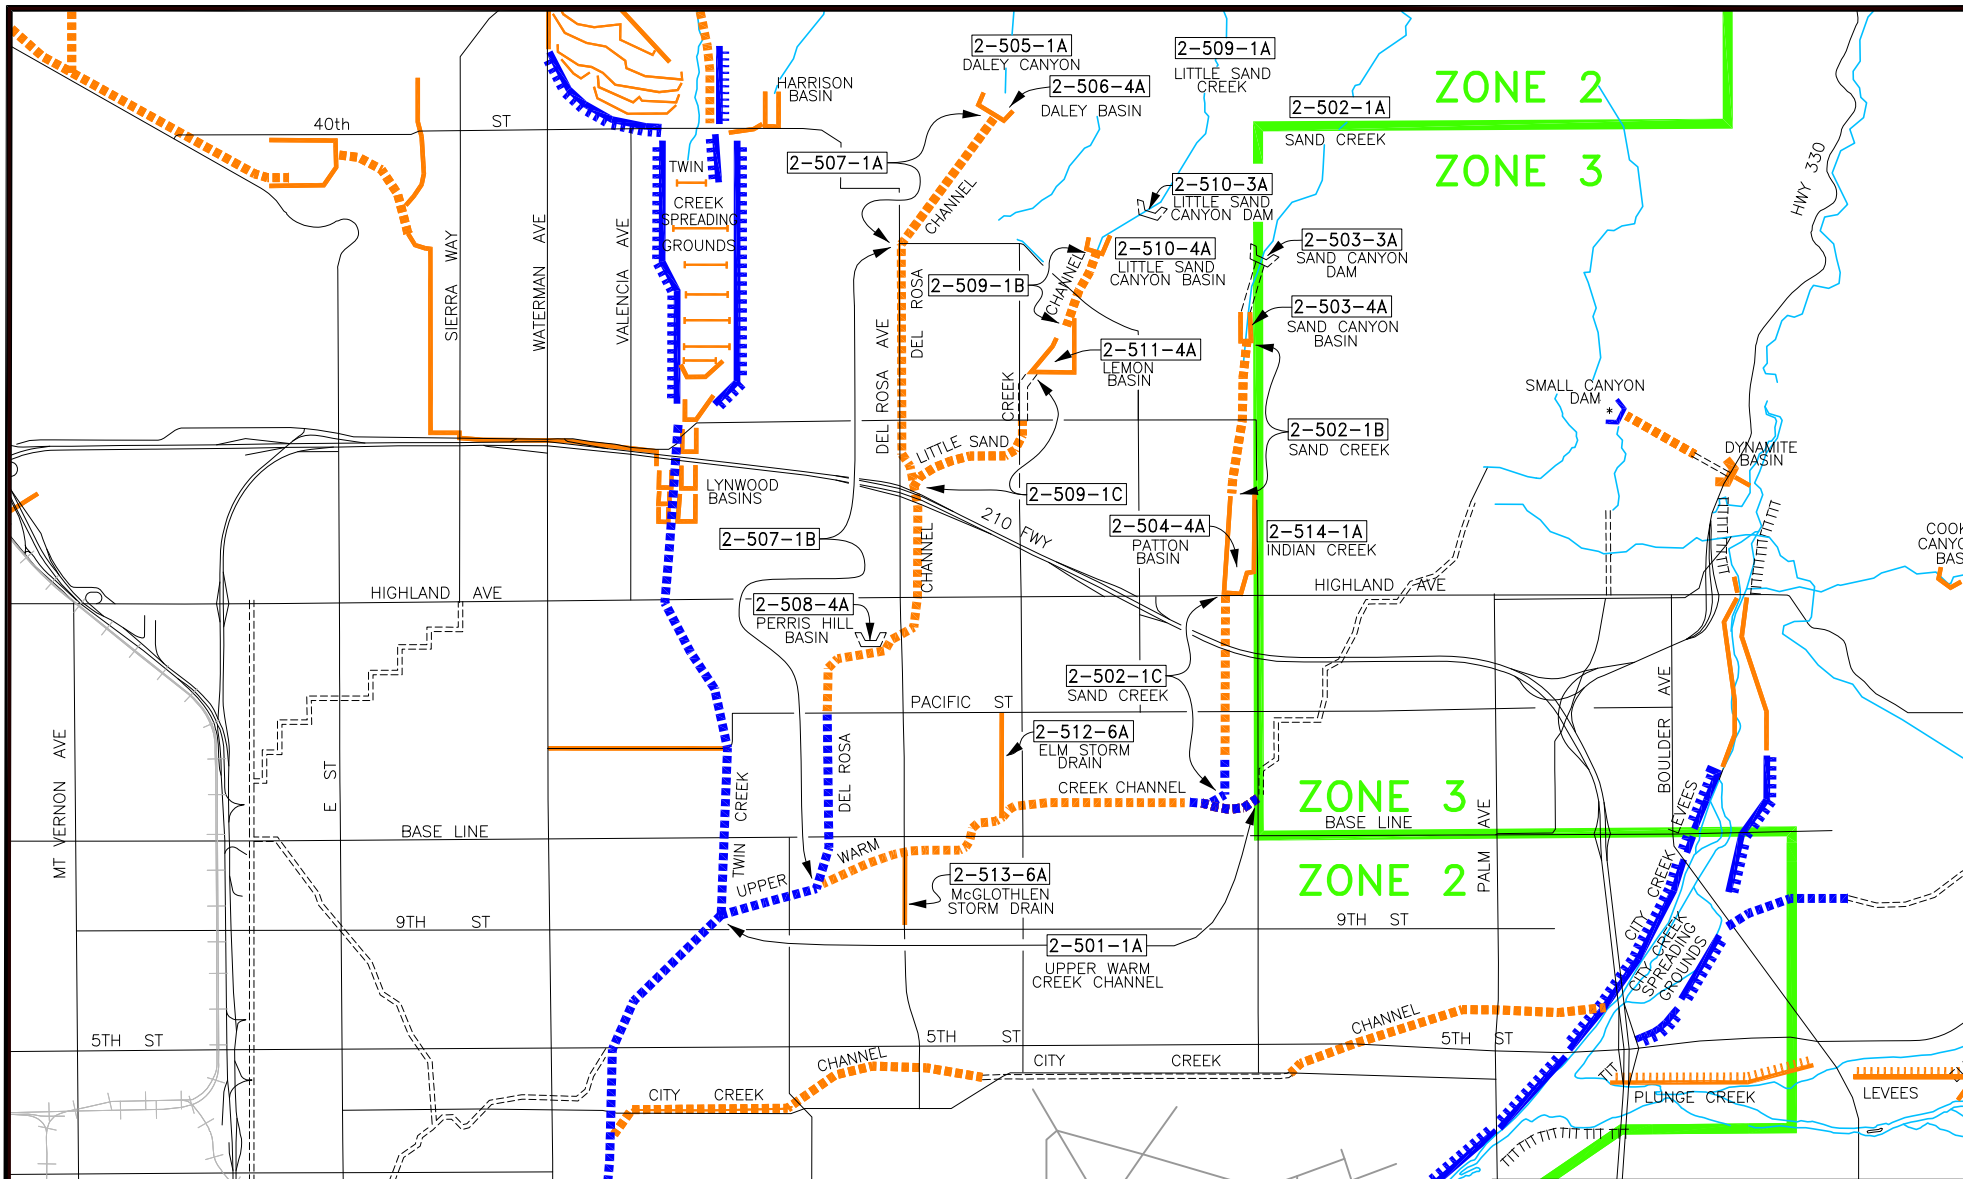 2-505-1A
DALEY CANYON
2-509-1A
LITTLE SAND
CREEK
ZONE 2
HARRISON
BASIN
2-506-4A
DALEY BASIN
2-502-1A
SAND CREEK
40th ST
2-507-1A
ZONE 3
HWY 330
TWIN
CREEK
SPREADING
GROUNDS
CHANNEL
2-510-3A
LITTLE SAND
CANYON DAM
SIERRA WAY
WATERMAN AVE
VALENCIA AVE
2-503-3A
SAND CANYON
DAM
2-510-4A
LITTLE SAND
CANYON BASIN
2-509-1B
CHANNEL
DEL ROSA AVE
DEL ROSA
2-503-4A
SAND CANYON
BASIN
2-511-4A
LEMON
BASIN
CREEK
SMALL CANYON
DAM
*
2-502-1B
SAND CREEK
LITTLE SAND
DYNAMITE
BASIN
LYNWOOD
BASINS
2-509-1C
210 FWY
2-507-1B
CHANNEL
2-504-4A
PATTON
BASIN
2-514-1A
INDIAN CREEK
COOK
CANYO
BAS
HIGHLAND AVE
HIGHLAND AVE
2-508-4A
PERRIS HILL
BASIN
2-502-1C
SAND CREEK
BOULDER AVE
PACIFIC ST
MT VERNON AVE
E ST
TWIN CREEK
DEL ROSA
2-512-6A
ELM STORM
DRAIN
CREEK CHANNEL
ZONE 3
BASE LINE
PALM AVE
LEVEES
BASE LINE
WARM
UPPER
ZONE 2
2-513-6A
McGLOTHLEN
STORM DRAIN
CITY CREEK
9TH ST
9TH ST
2-501-1A
UPPER WARM
CREEK CHANNEL
CITY CREEK
SPREADING
GROUNDS
CHANNEL
5TH ST
5TH ST
5TH ST
CHANNEL
CITY CREEK
CITY CREEK
PLUNGE CREEK
LEVEES